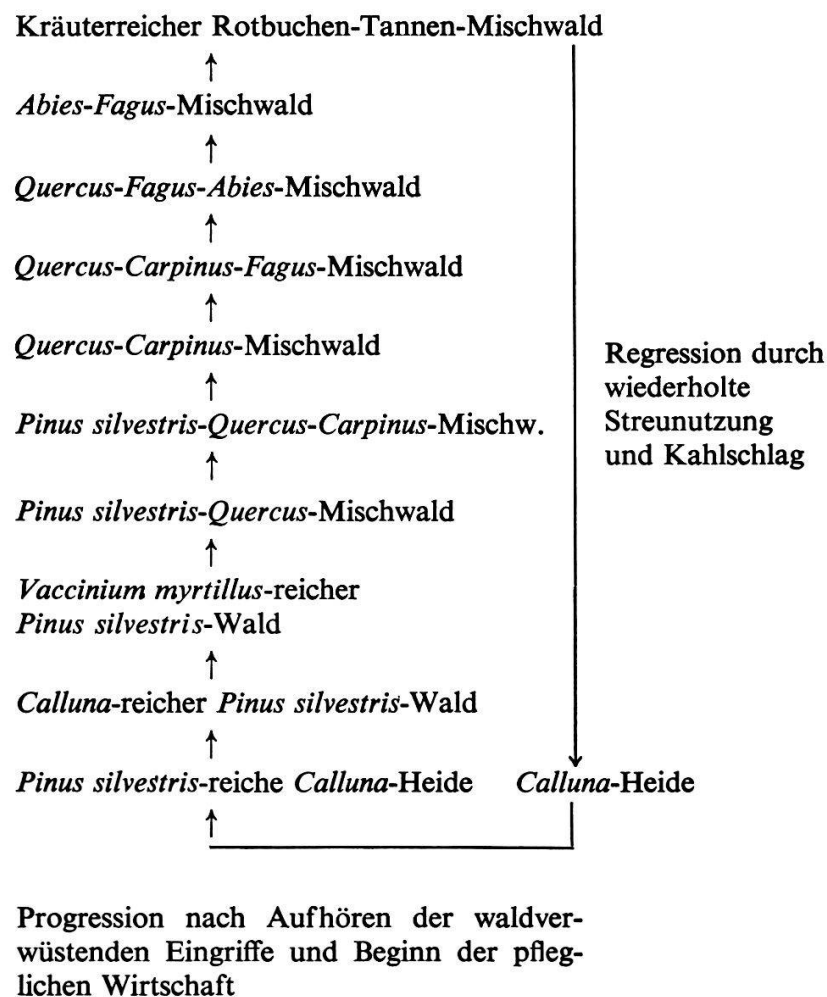 Kräuterreicher Rotbuchen-Tannen-Mischwald
Abies-Fagus-Mischwald
Quercus-Fagus-Abies-Mischwald
Quercus-Carpinus-Fagus-Mischwald
Quercus-Carpinus-Mischwald
Pinus silvestris-Quercus-Carpinus-Mischw.
Pinus silvestris-Quercus-Mischwald
Vaccinium myrtillus-reicher
Pinus silvestris-Wald
Calluna-reicher Pinus silvestris-Wald
Pinus silvestris-reiche Calluna-Heide
Calluna-Heide
Regression durch
wiederholte
Streunutzung
und Kahlschlag
Progression nach Aufhören der waldver-
wüstenden Eingriffe und Beginn der pfleg-
lichen Wirtschaft